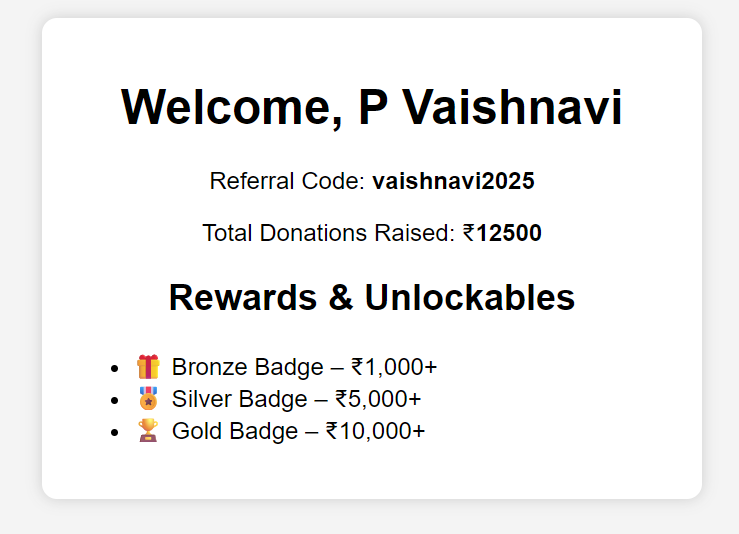 Welcome, P Vaishnavi
Referral Code: vaishnavi2025
Total Donations Raised: ₹12500
Rewards & Unlockables
• 🎁 Bronze Badge – ₹1,000+
• 🏅 Silver Badge – ₹5,000+
• 🏆 Gold Badge – ₹10,000+